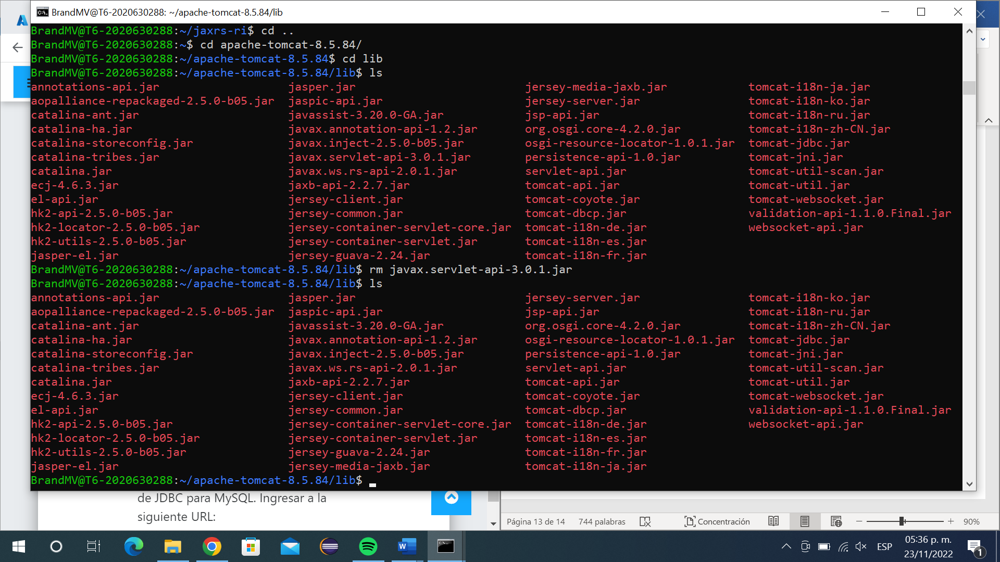 BrandMV@T6-2020630288: ~/apache-tomcat-8.5.84/lib
BrandMV@T6-2020630288:~/jaxrs-ri$ cd ..
BrandMV@T6-2020630288:~$ cd apache-tomcat-8.5.84/
BrandMV@T6-2020630288:~/apache-tomcat-8.5.84$ cd lib
BrandMV@T6-2020630288:~/apache-tomcat-8.5.84/lib$ ls
annotations-api.jar jasper.jar jersey-media-jaxb.jar tomcat-i18n-ja.jar
aopalliance-repackaged-2.5.0-b05.jar jaspic-api.jar jersey-server.jar tomcat-i18n-ko.jar
catalina-ant.jar javassist-3.20.0-GA.jar jsp-api.jar tomcat-i18n-ru.jar
catalina-ha.jar javax.annotation-api-1.2.jar org.osgi.core-4.2.0.jar tomcat-i18n-zh-CN.jar
catalina-storeconfig.jar javax.inject-2.5.0-b05.jar osgi-resource-locator-1.0.1.jar tomcat-jdbc.jar
catalina-tribes.jar javax.servlet-api-3.0.1.jar persistence-api-1.0.jar tomcat-jni.jar
catalina.jar javax.ws.rs-api-2.0.1.jar servlet-api.jar tomcat-util-scan.jar
ecj-4.6.3.jar jaxb-api-2.2.7.jar tomcat-api.jar tomcat-util.jar
el-api.jar jersey-client.jar tomcat-coyote.jar tomcat-websocket.jar
hk2-api-2.5.0-b05.jar jersey-common.jar tomcat-dbcp.jar validation-api-1.1.0.Final.jar
hk2-locator-2.5.0-b05.jar jersey-container-servlet-core.jar tomcat-i18n-de.jar websocket-api.jar
hk2-utils-2.5.0-b05.jar jersey-container-servlet.jar tomcat-i18n-es.jar
jasper-el.jar jersey-guava-2.24.jar tomcat-i18n-fr.jar
BrandMV@T6-2020630288:~/apache-tomcat-8.5.84/lib$ rm javax.servlet-api-3.0.1.jar
BrandMV@T6-2020630288:~/apache-tomcat-8.5.84/lib$ ls
annotations-api.jar jasper.jar jersey-server.jar tomcat-i18n-ko.jar
aopalliance-repackaged-2.5.0-b05.jar jaspic-api.jar jsp-api.jar tomcat-i18n-ru.jar
catalina-ant.jar javassist-3.20.0-GA.jar org.osgi.core-4.2.0.jar tomcat-i18n-zh-CN.jar
catalina-ha.jar javax.annotation-api-1.2.jar osgi-resource-locator-1.0.1.jar tomcat-jdbc.jar
catalina-storeconfig.jar javax.inject-2.5.0-b05.jar persistence-api-1.0.jar tomcat-jni.jar
catalina-tribes.jar javax.ws.rs-api-2.0.1.jar servlet-api.jar tomcat-util-scan.jar
catalina.jar jaxb-api-2.2.7.jar tomcat-api.jar tomcat-util.jar
ecj-4.6.3.jar jersey-client.jar tomcat-coyote.jar tomcat-websocket.jar
el-api.jar jersey-common.jar tomcat-dbcp.jar validation-api-1.1.0.Final.jar
hk2-api-2.5.0-b05.jar jersey-container-servlet-core.jar tomcat-i18n-de.jar websocket-api.jar
hk2-locator-2.5.0-b05.jar jersey-container-servlet.jar tomcat-i18n-es.jar
hk2-utils-2.5.0-b05.jar jersey-guava-2.24.jar tomcat-i18n-fr.jar
jasper-el.jar jersey-media-jaxb.jar tomcat-i18n-ja.jar
BrandMV@T6-2020630288:~/apache-tomcat-8.5.84/lib$
de JDBC para MySQL. Ingresar a la
siguiente URL:
Página 13 de 14 744 palabras Concentración 90%
ESP
05:36 p. m.
23/11/2022
1